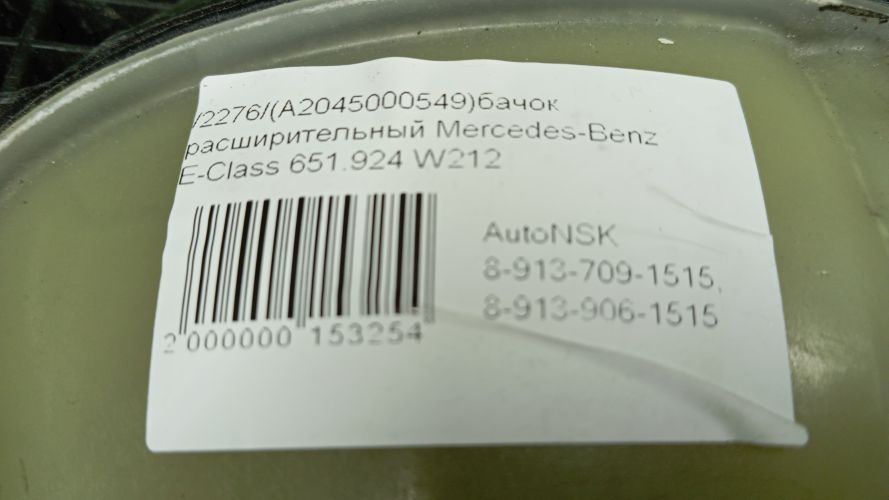 /2276/(A2045000549)бачок
расширительный Mercedes-Benz
E-Class 651.924 W212
AutoNSK
8-913-709-1515,
8-913-906-1515
2 000000 153254